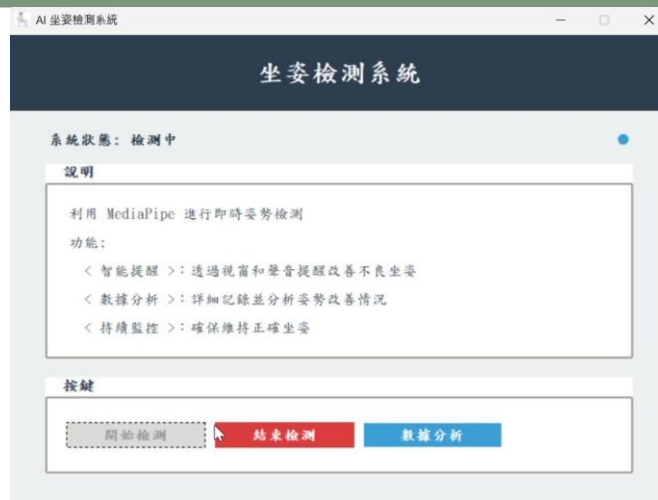 AI 坐姿檢測系統
坐姿檢測系統
系統狀態: 檢測中
說明
利用 MediaPipe 進行即時姿勢檢測
功能:
< 智能提醒 >：透過視窗和聲音提醒改善不良坐姿
< 數據分析 >：詳細記錄並分析姿勢改善情況
< 持續監控 >：確保維持正確坐姿
按鍵
開始檢測 結束檢測 數據分析